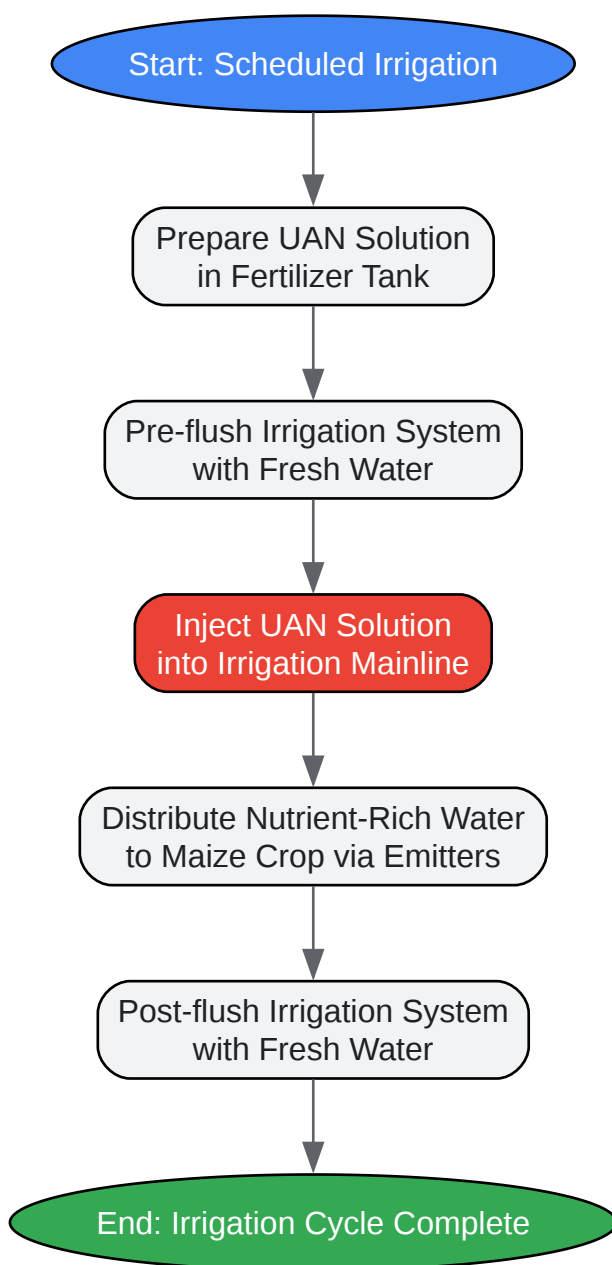 Start: Scheduled Irrigation
Prepare UAN Solution
in Fertilizer Tank
Pre-flush Irrigation System
with Fresh Water
Inject UAN Solution
into Irrigation Mainline
Distribute Nutrient-Rich Water
to Maize Crop via Emitters
Post-flush Irrigation System
with Fresh Water
End: Irrigation Cycle Complete